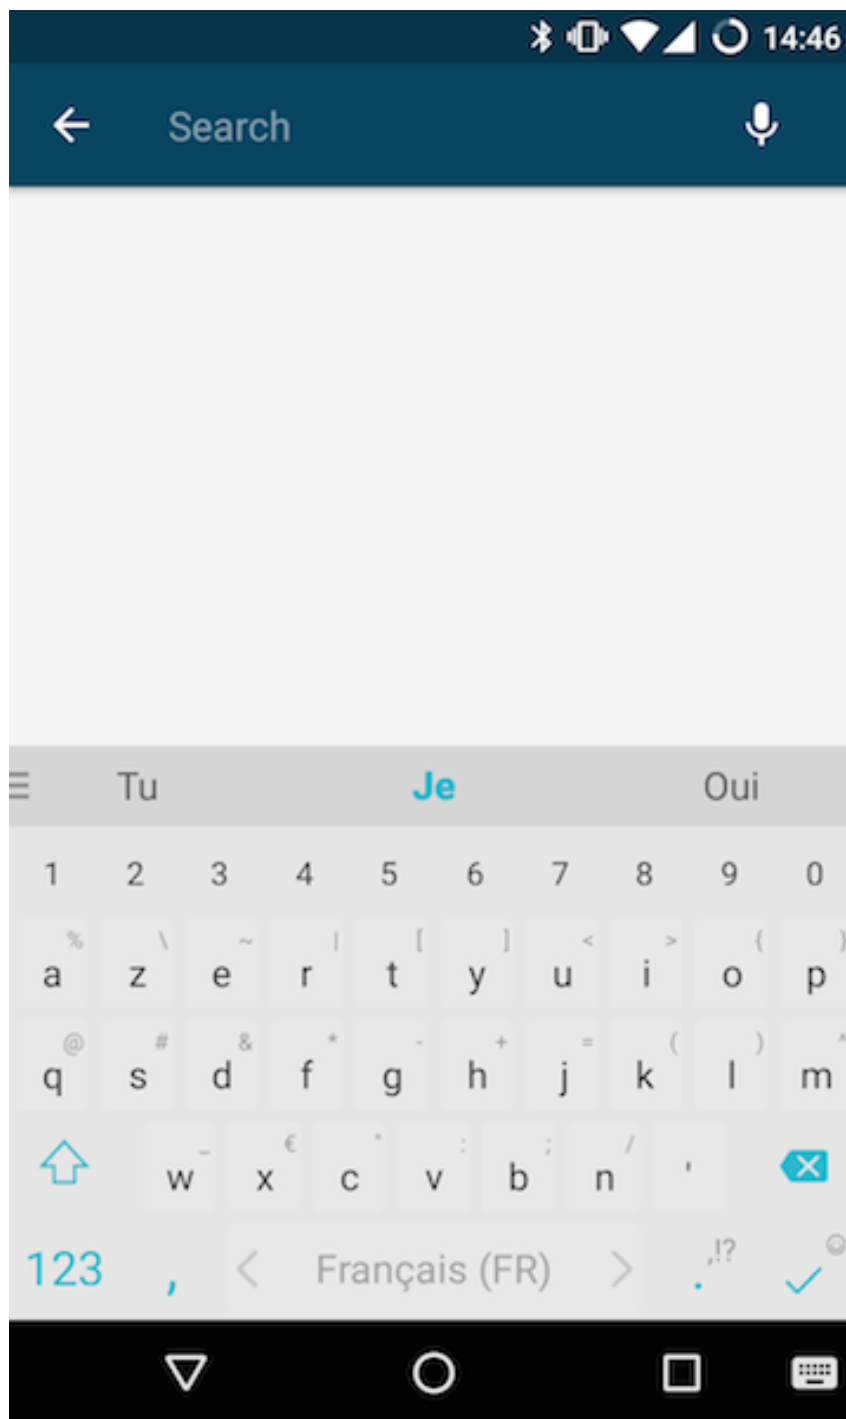 14:46
Search
Tu Je Oui
1 2 3 4 5 6 7 8 9 0
% \ ~ | [ ] < > { }
a z e r t y u i o p
@ # & * - + = ( ) ^
q s d f g h j k l m
_ € " : ; /
w x c v b n '
123 , < Français (FR) > . ,!?